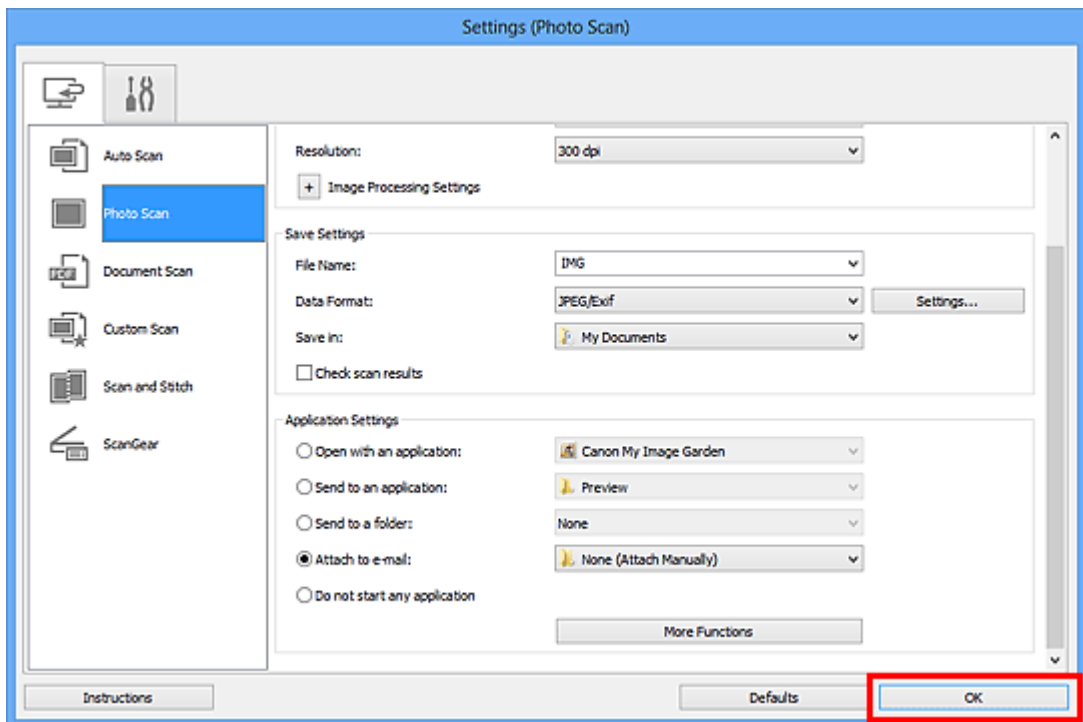 Settings (Photo Scan)
Auto Scan
Photo Scan
Document Scan
Custom Scan
Scan and Stitch
ScanGear
Resolution: 300 dpi
+ Image Processing Settings
Save Settings
File Name: IMG
Data Format: JPEG/Exif Settings...
Save in: My Documents
Check scan results
Application Settings
Open with an application: Canon My Image Garden
Send to an application: Preview
Send to a folder: None
Attach to e-mail: None (Attach Manually)
Do not start any application
More Functions
Instructions Defaults OK